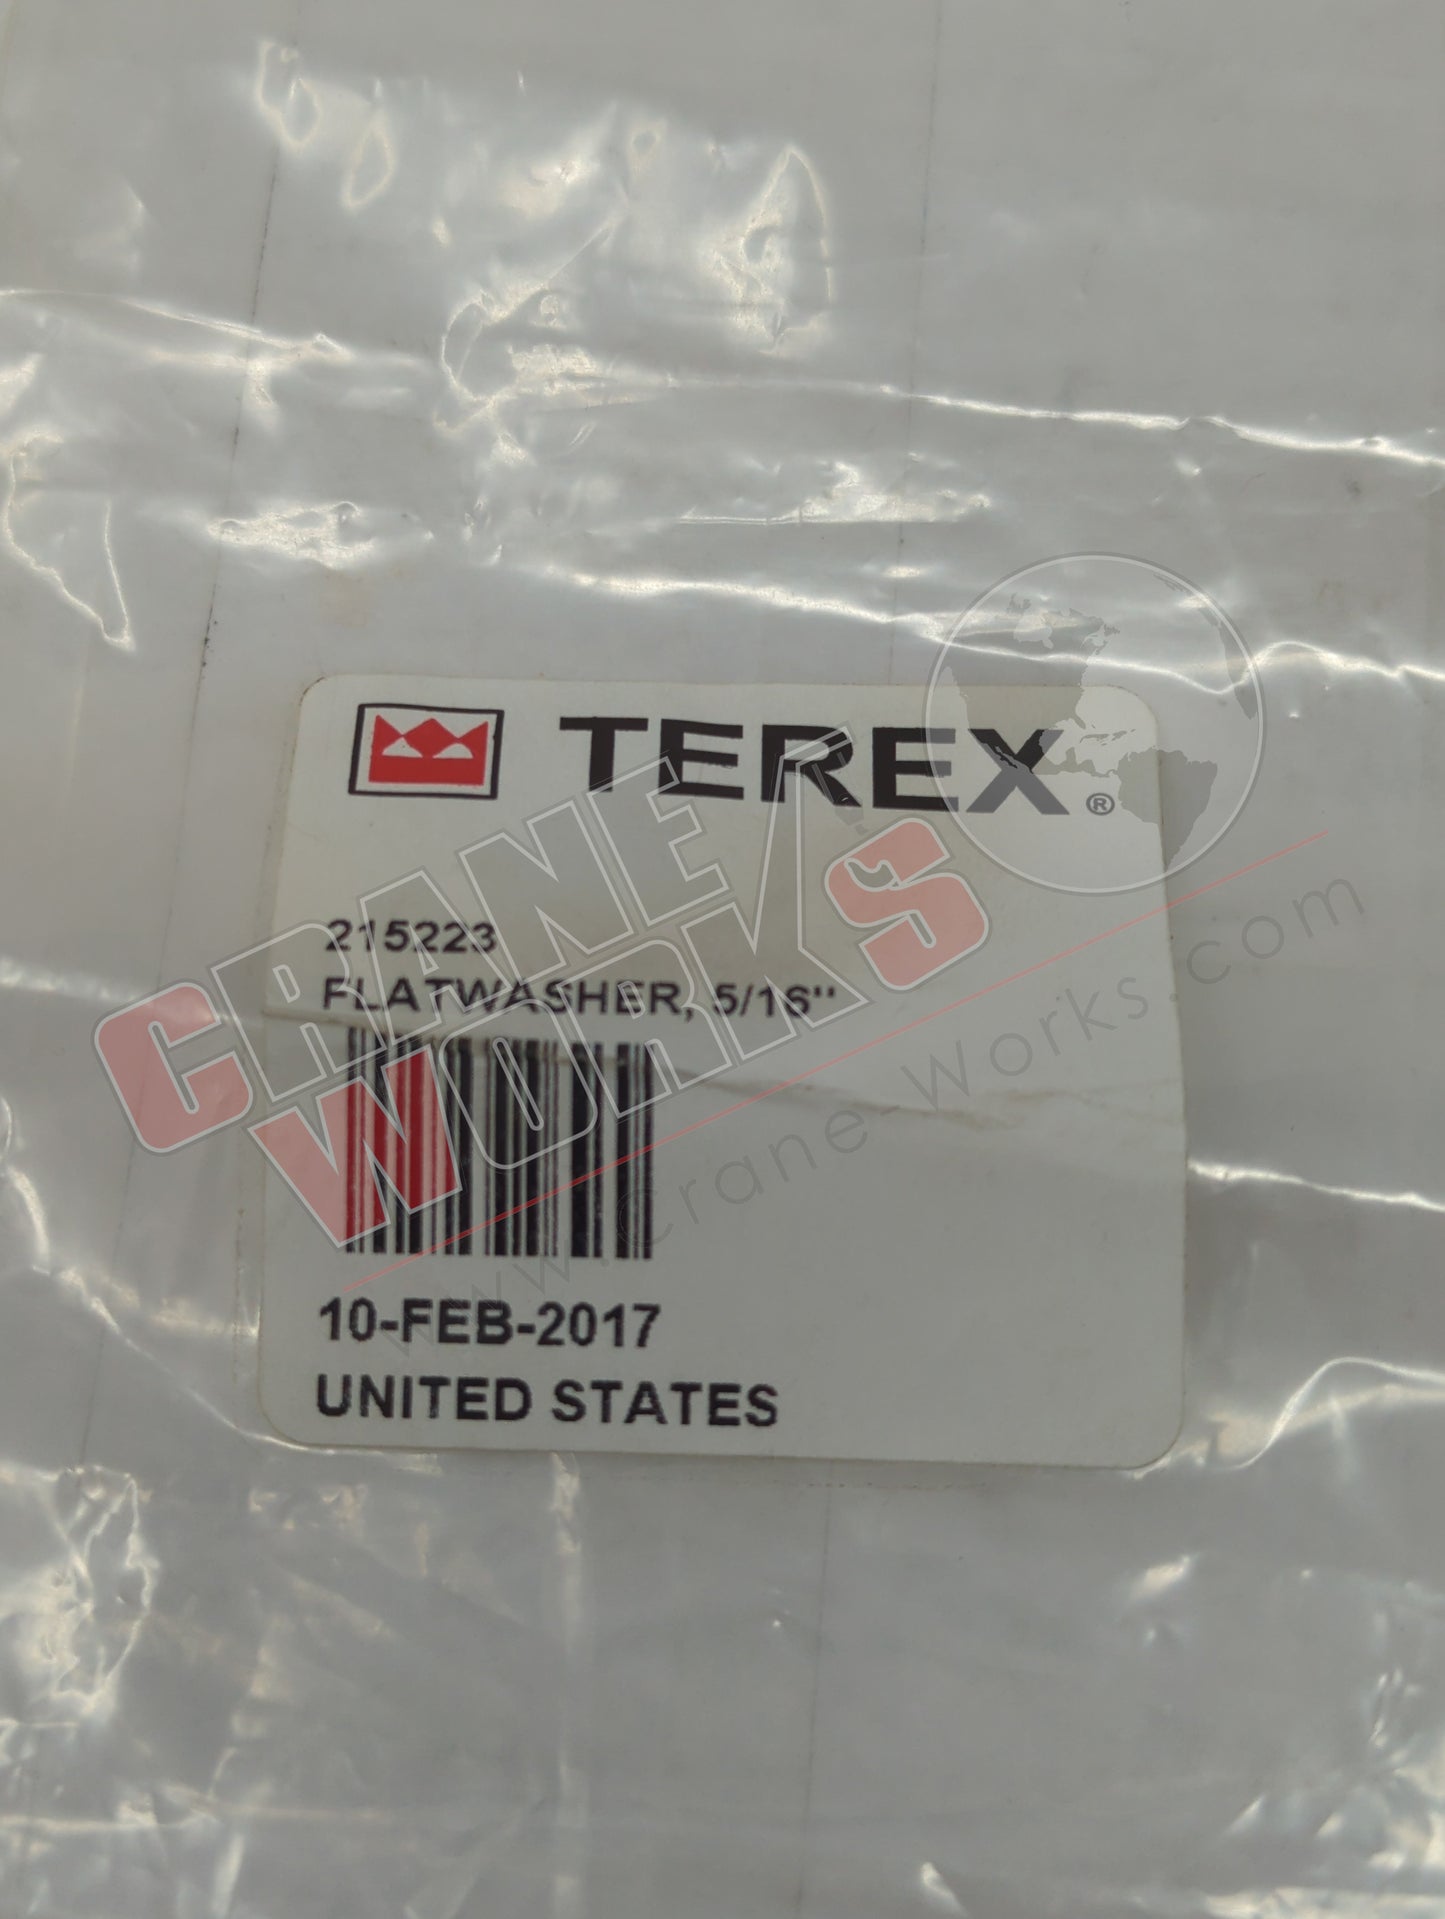 TEREX®
215223
FLATWASHER, 5/16"
10-FEB-2017
UNITED STATES
CRANE WORKS
www.crane-works.com